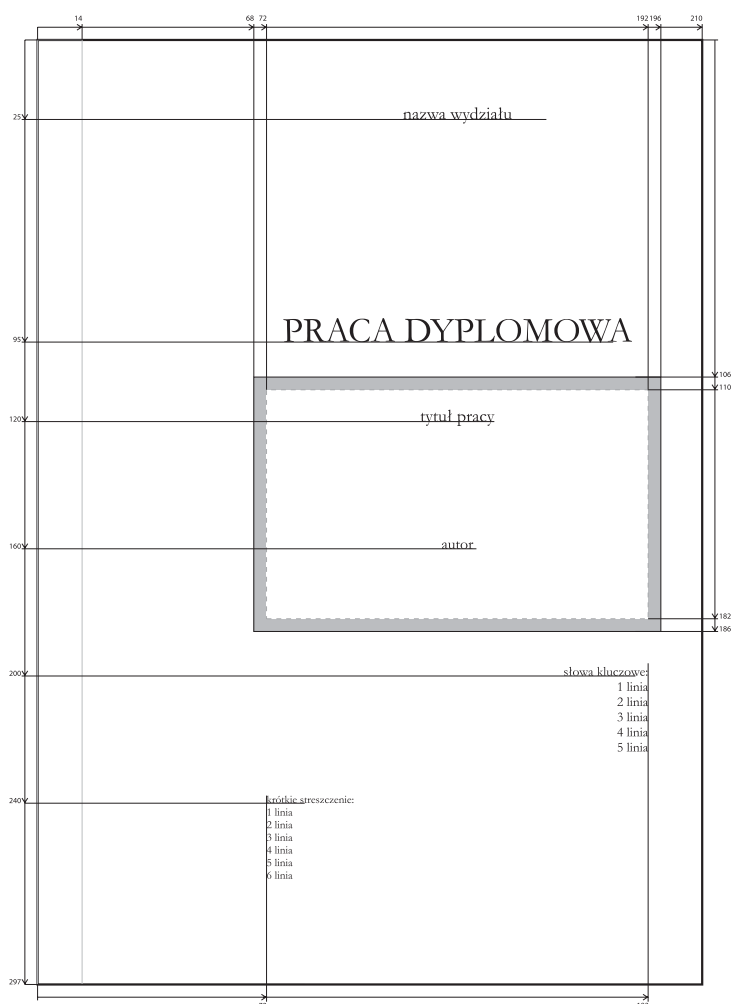 14 68 72 192 196 210
nazwa wydziału
25
PRACA DYPLOMOWA
95
106
110
tytuł pracy
120
autor
160
182
186
słowa kluczowe:
200
1 linia
2 linia
3 linia
4 linia
5 linia
240
krótkie streszczenie:
1 linia
2 linia
3 linia
4 linia
5 linia
6 linia
297